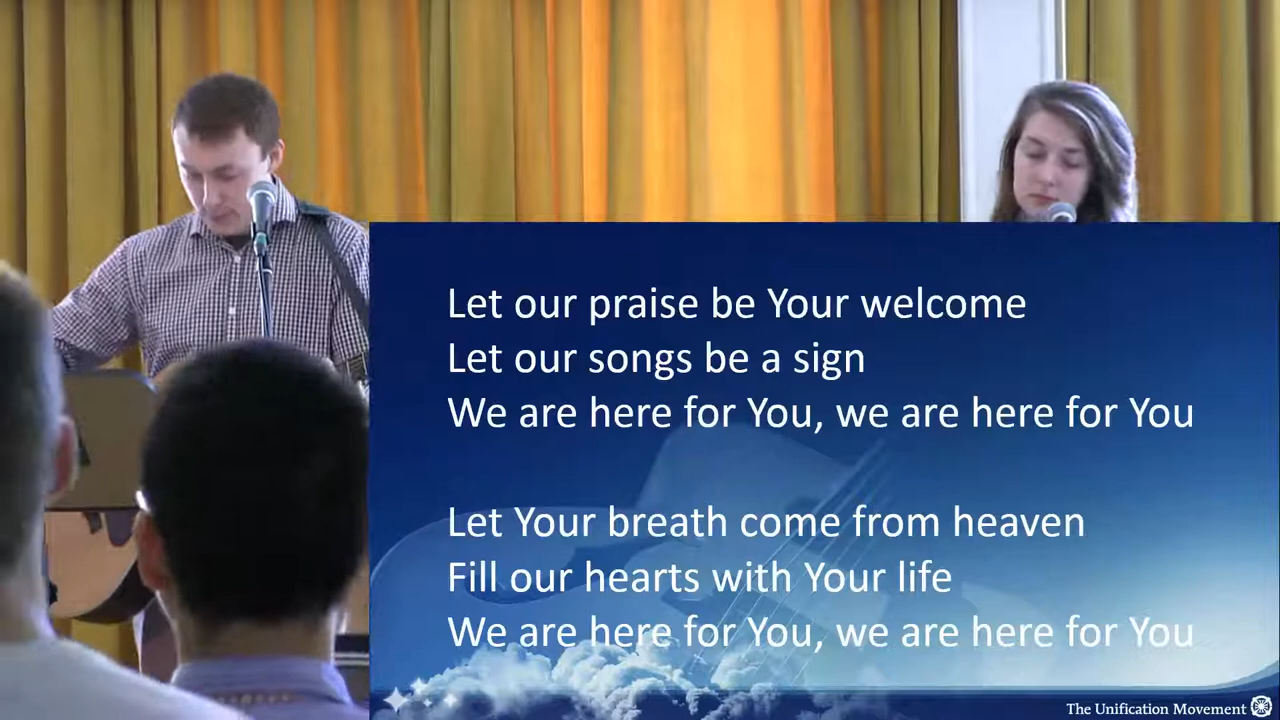 Let our praise be Your welcome
Let our songs be a sign
We are here for You, we are here for You
Let Your breath come from heaven
Fill our hearts with Your life
We are here for You, we are here for You
The Unification Movement